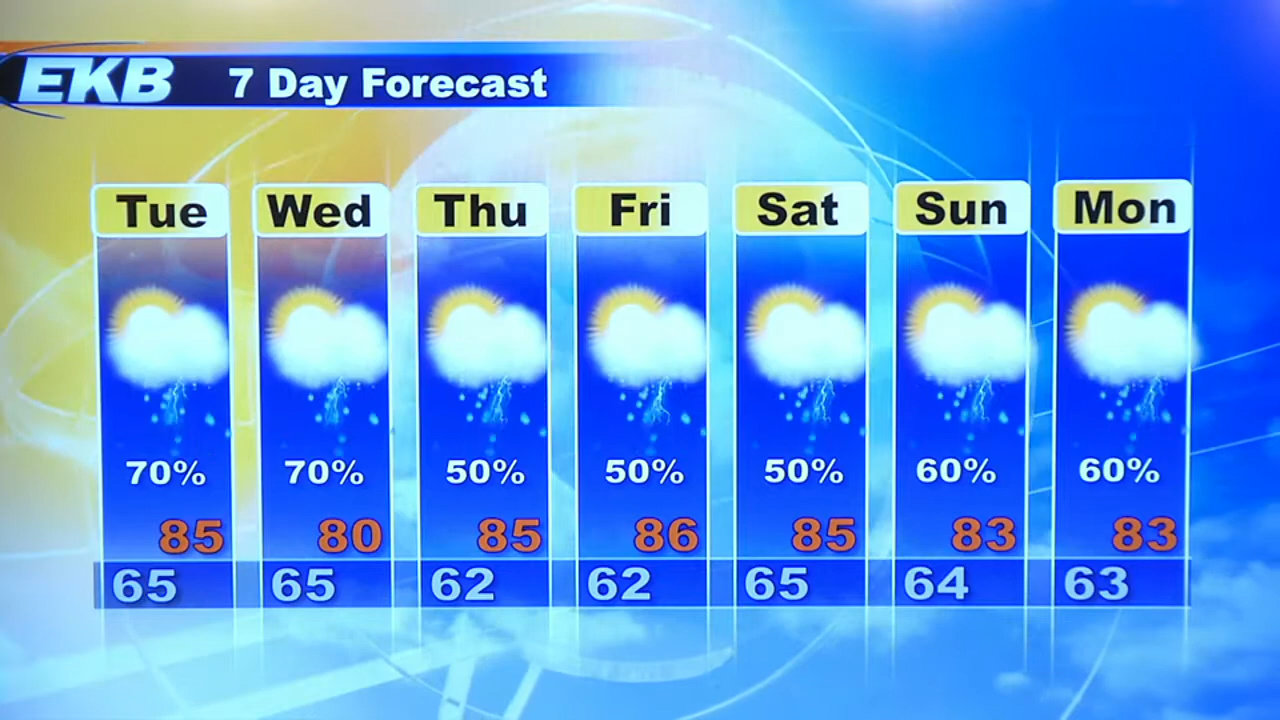 EKB 7 Day Forecast
Tue Wed Thu Fri Sat Sun Mon
70% 70% 50% 50% 50% 60% 60%
85 80 85 86 85 83 83
65 65 62 62 65 64 63